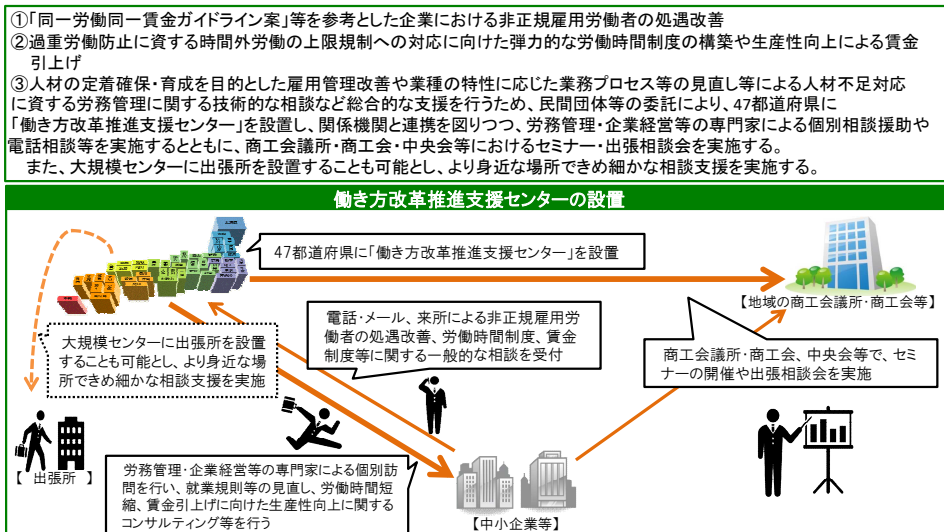 ①「同一労働同一賃金ガイドライン案」等を参考とした企業における非正規雇用労働者の処遇改善
②過重労働防止に資する時間外労働の上限規制への対応に向けた弾力的な労働時間制度の構築や生産性向上による賃金
引上げ
③人材の定着確保・育成を目的とした雇用管理改善や業種の特性に応じた業務プロセス等の見直し等による人材不足対応
に資する労務管理に関する技術的な相談など総合的な支援を行うため、民間団体等の委託により、47都道府県に
「働き方改革推進支援センター」を設置し、関係機関と連携を図りつつ、労務管理・企業経営等の専門家による個別相談援助や
電話相談等を実施するとともに、商工会議所・商工会・中央会等におけるセミナー・出張相談会を実施する。
また、大規模センターに出張所を設置することも可能とし、より身近な場所できめ細かな相談支援を実施する。
働き方改革推進支援センターの設置
47都道府県に「働き方改革推進支援センター」を設置
【地域の商工会議所・商工会等】
電話・メール、来所による非正規雇用労
働者の処遇改善、労働時間制度、賃金
制度等に関する一般的な相談を受付
大規模センターに出張所を設置
することも可能とし、より身近な場
所できめ細かな相談支援を実施
商工会議所・商工会、中央会等で、セミ
ナーの開催や出張相談会を実施
【 出張所 】
労務管理・企業経営等の専門家による個別訪
問を行い、就業規則等の見直し、労働時間短
縮、賃金引上げに向けた生産性向上に関する
コンサルティング等を行う
【中小企業等】